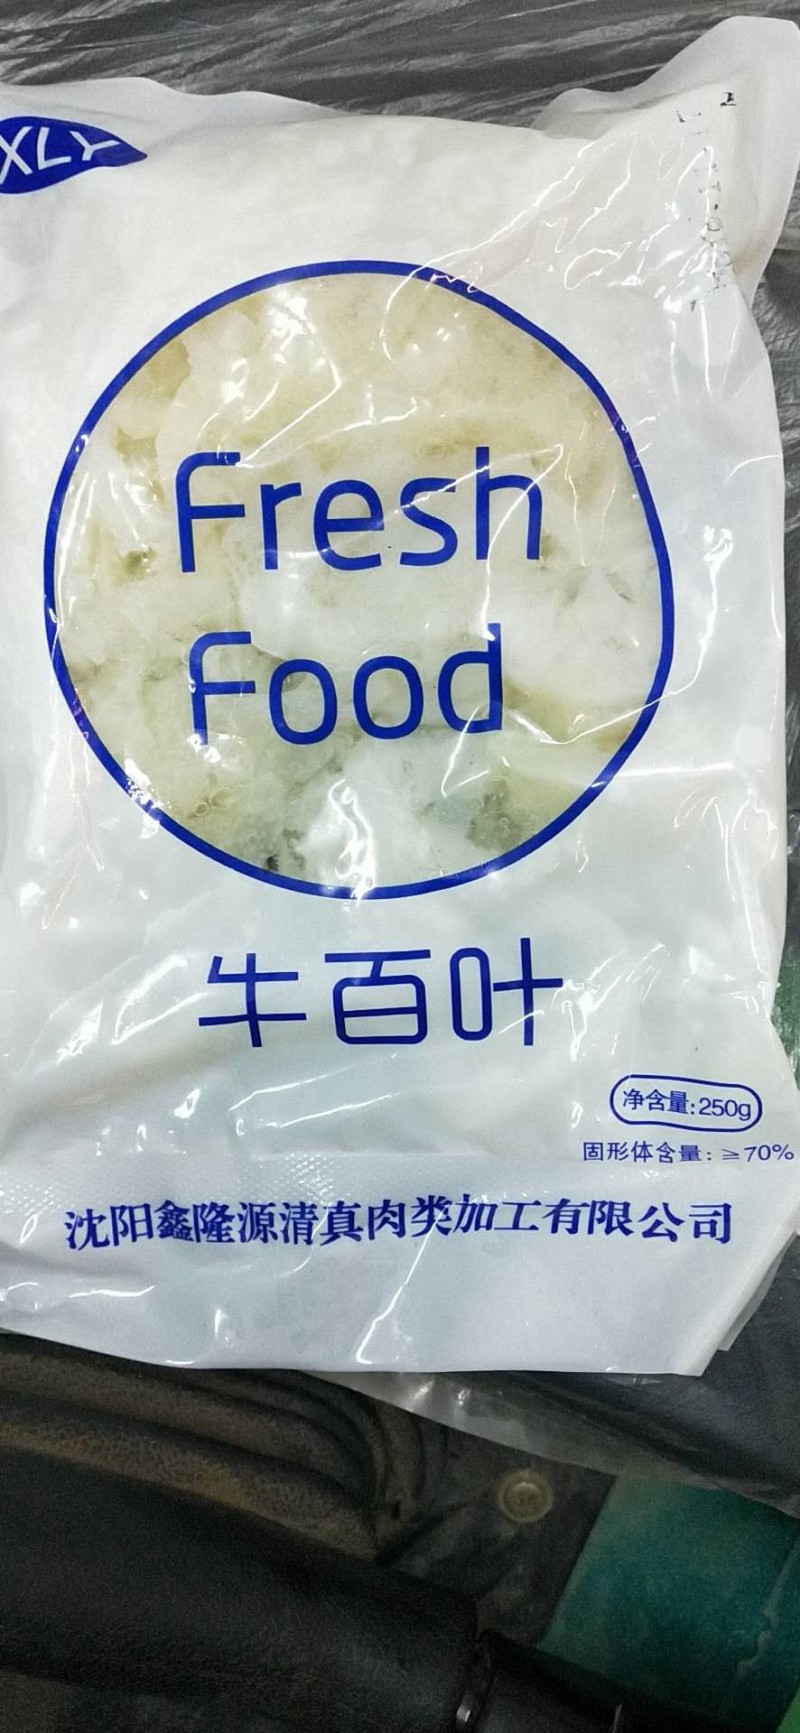 XLY
Fresh
Food
牛百叶
净含量:250g
固形体含量:≥70%
沈阳鑫隆源清真肉类加工有限公司